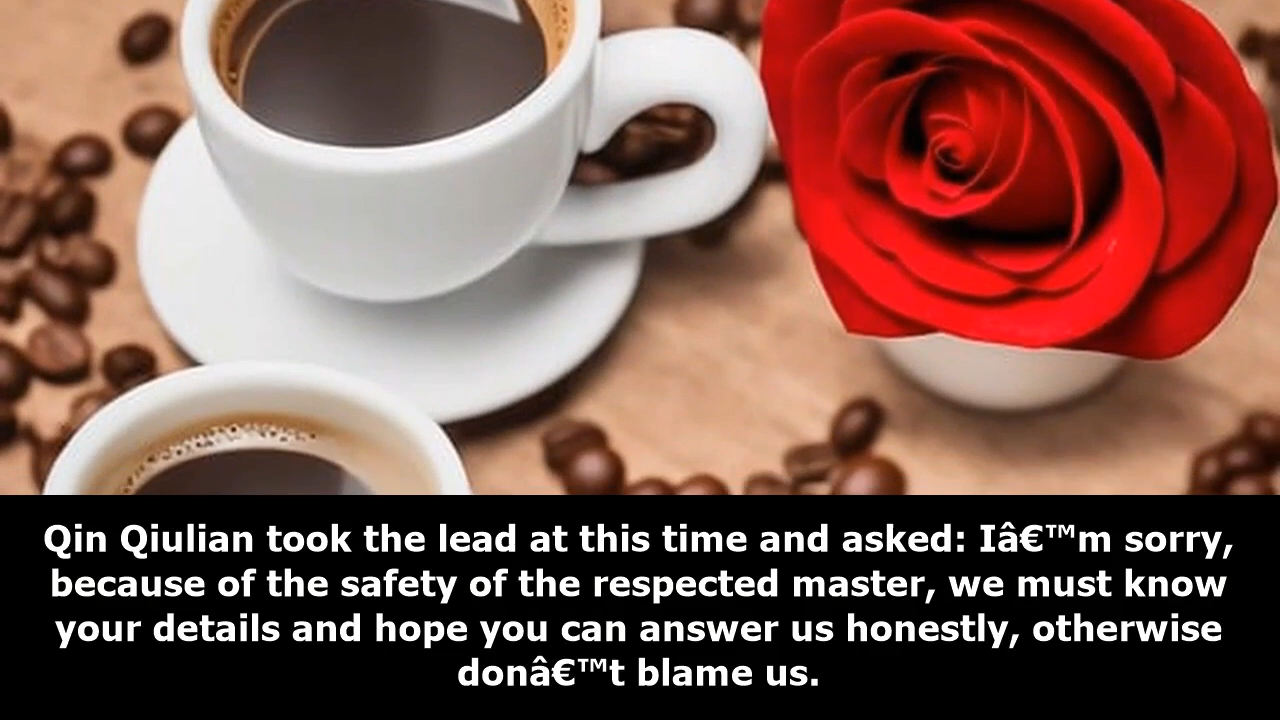 Qin Qiulian took the lead at this time and asked: Iâ€™m sorry,
because of the safety of the respected master, we must know
your details and hope you can answer us honestly, otherwise
donâ€™t blame us.